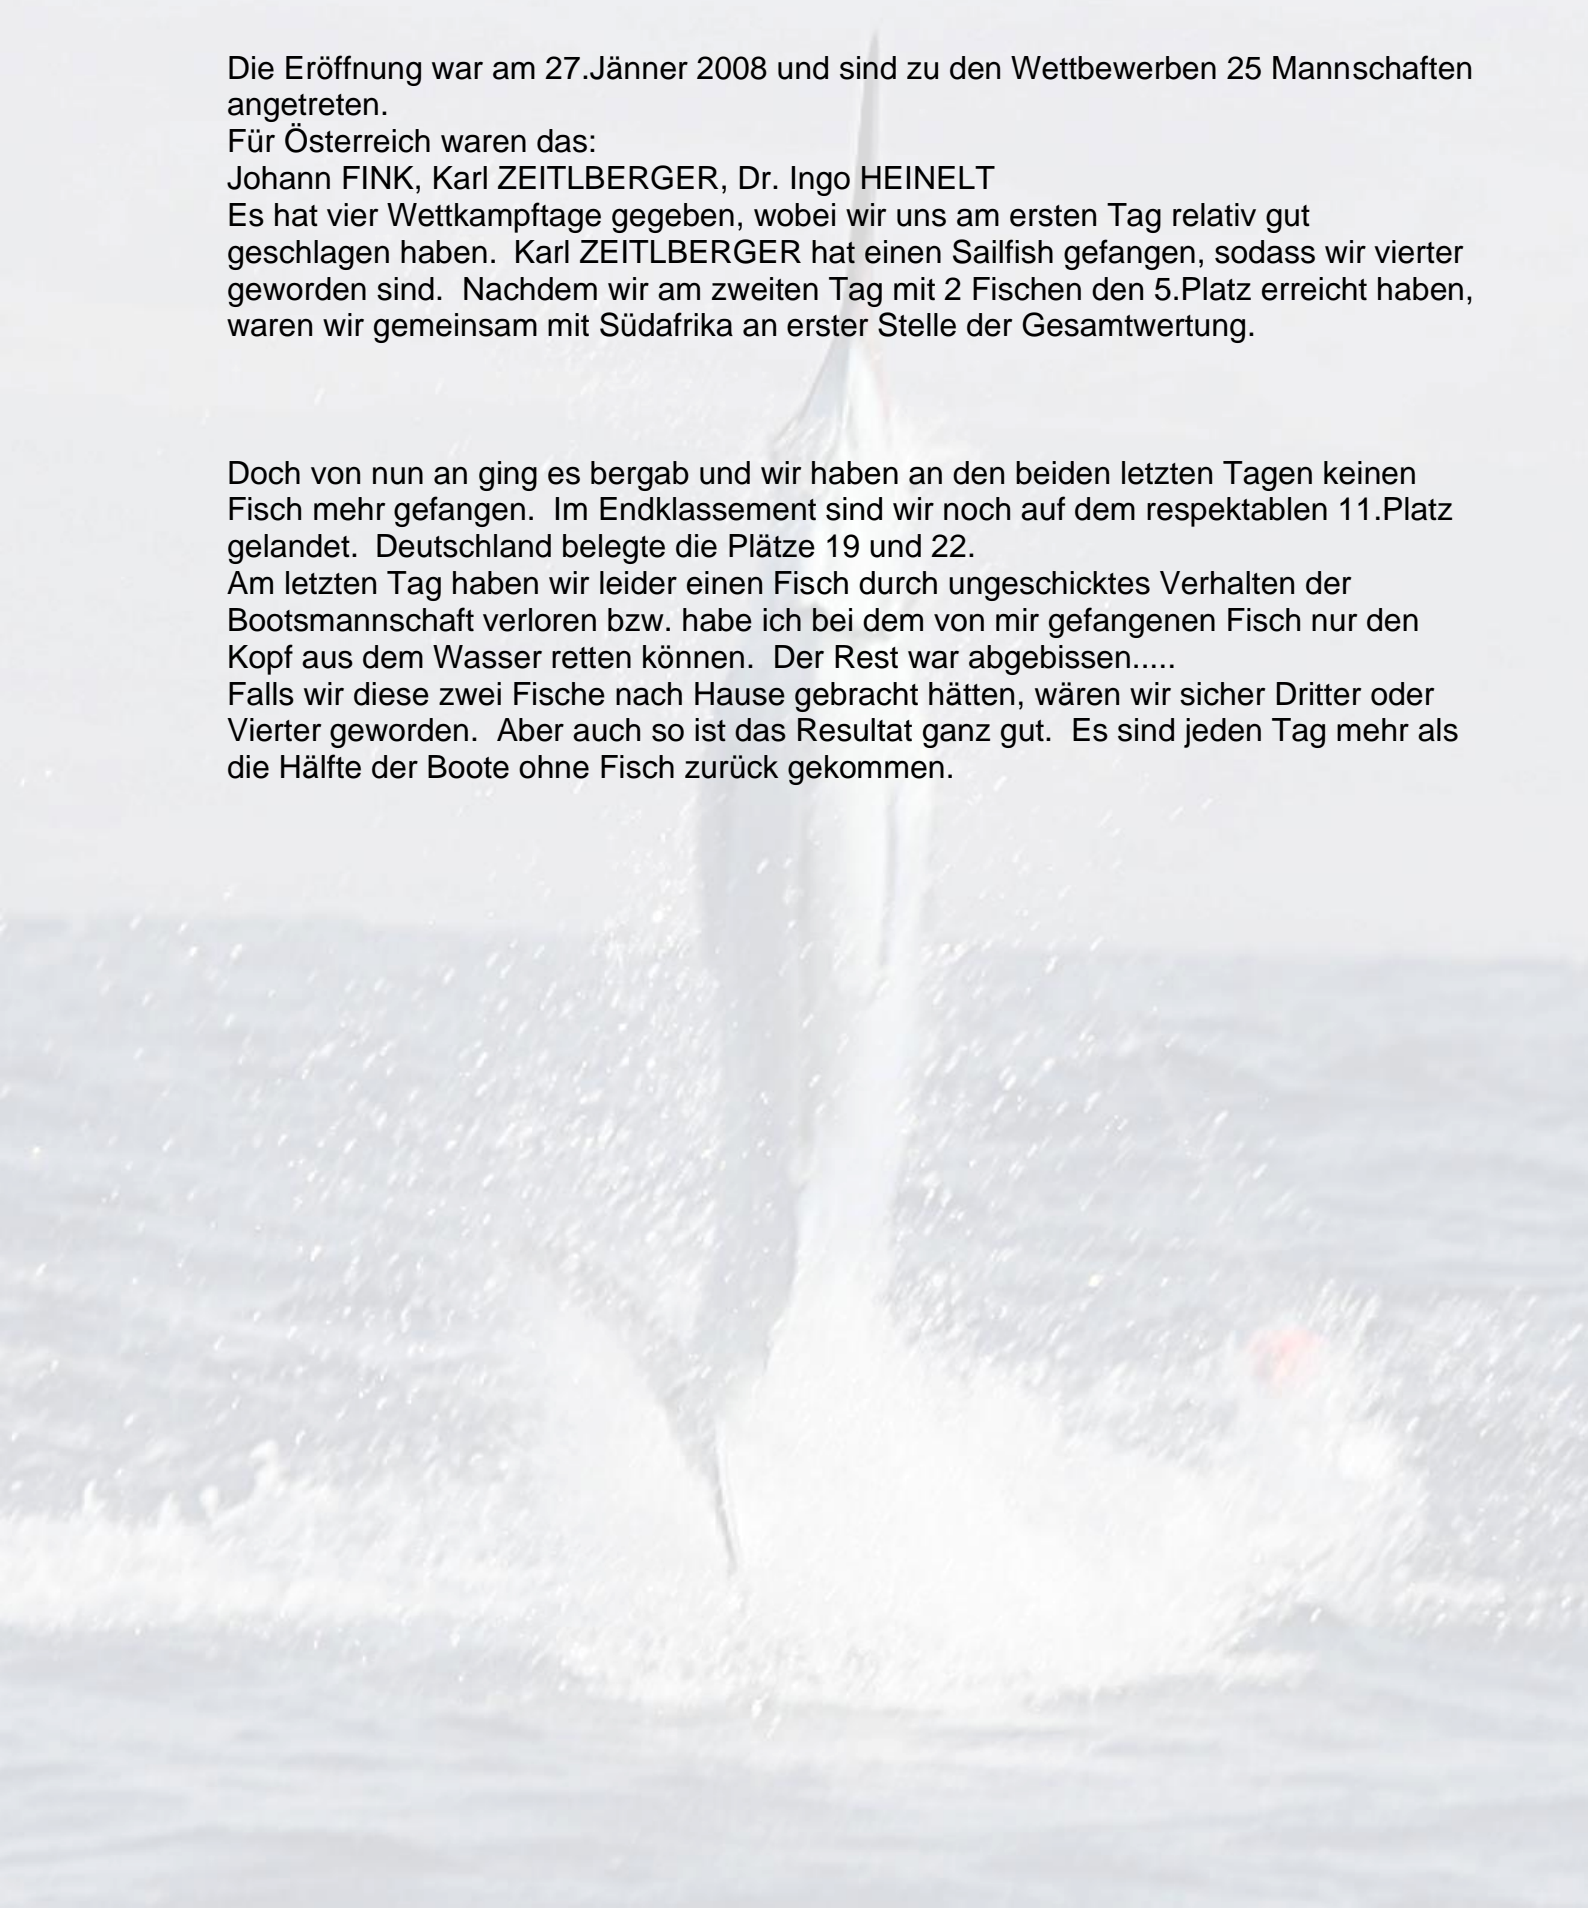 Die Eröffnung war am 27.Jänner 2008 und sind zu den Wettbewerben 25 Mannschaften
angetreten.
Für Österreich waren das:
Johann FINK, Karl ZEITLBERGER, Dr. Ingo HEINELT
Es hat vier Wettkampftage gegeben, wobei wir uns am ersten Tag relativ gut
geschlagen haben.  Karl ZEITLBERGER hat einen Sailfish gefangen, sodass wir vierter
geworden sind.  Nachdem wir am zweiten Tag mit 2 Fischen den 5.Platz erreicht haben,
waren wir gemeinsam mit Südafrika an erster Stelle der Gesamtwertung.
Doch von nun an ging es bergab und wir haben an den beiden letzten Tagen keinen
Fisch mehr gefangen.  Im Endklassement sind wir noch auf dem respektablen 11.Platz
gelandet.  Deutschland belegte die Plätze 19 und 22.
Am letzten Tag haben wir leider einen Fisch durch ungeschicktes Verhalten der
Bootsmannschaft verloren bzw. habe ich bei dem von mir gefangenen Fisch nur den
Kopf aus dem Wasser retten können.  Der Rest war abgebissen.....
Falls wir diese zwei Fische nach Hause gebracht hätten, wären wir sicher Dritter oder
Vierter geworden.  Aber auch so ist das Resultat ganz gut.  Es sind jeden Tag mehr als
die Hälfte der Boote ohne Fisch zurück gekommen.